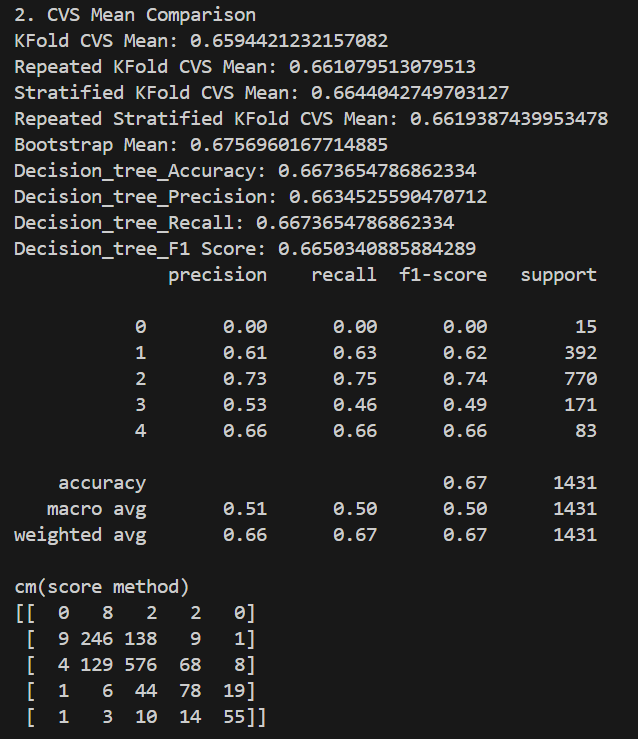 2. CVS Mean Comparison
KFold CVS Mean: 0.6594421232157082
Repeated KFold CVS Mean: 0.661079513079513
Stratified KFold CVS Mean: 0.6644042749703127
Repeated Stratified KFold CVS Mean: 0.6619387439953478
Bootstrap Mean: 0.6756960167714885
Decision_tree_Accuracy: 0.6673654786862334
Decision_tree_Precision: 0.6634525590470712
Decision_tree_Recall: 0.6673654786862334
Decision_tree_F1 Score: 0.6650340885884289
precision recall f1-score support
0 0.00 0.00 0.00 15
1 0.61 0.63 0.62 392
2 0.73 0.75 0.74 770
3 0.53 0.46 0.49 171
4 0.66 0.66 0.66 83
accuracy 0.67 1431
macro avg 0.51 0.50 0.50 1431
weighted avg 0.66 0.67 0.67 1431
cm(score method)
[[ 0 8 2 2 0]
[ 9 246 138 9 1]
[ 4 129 576 68 8]
[ 1 6 44 78 19]
[ 1 3 10 14 55]]